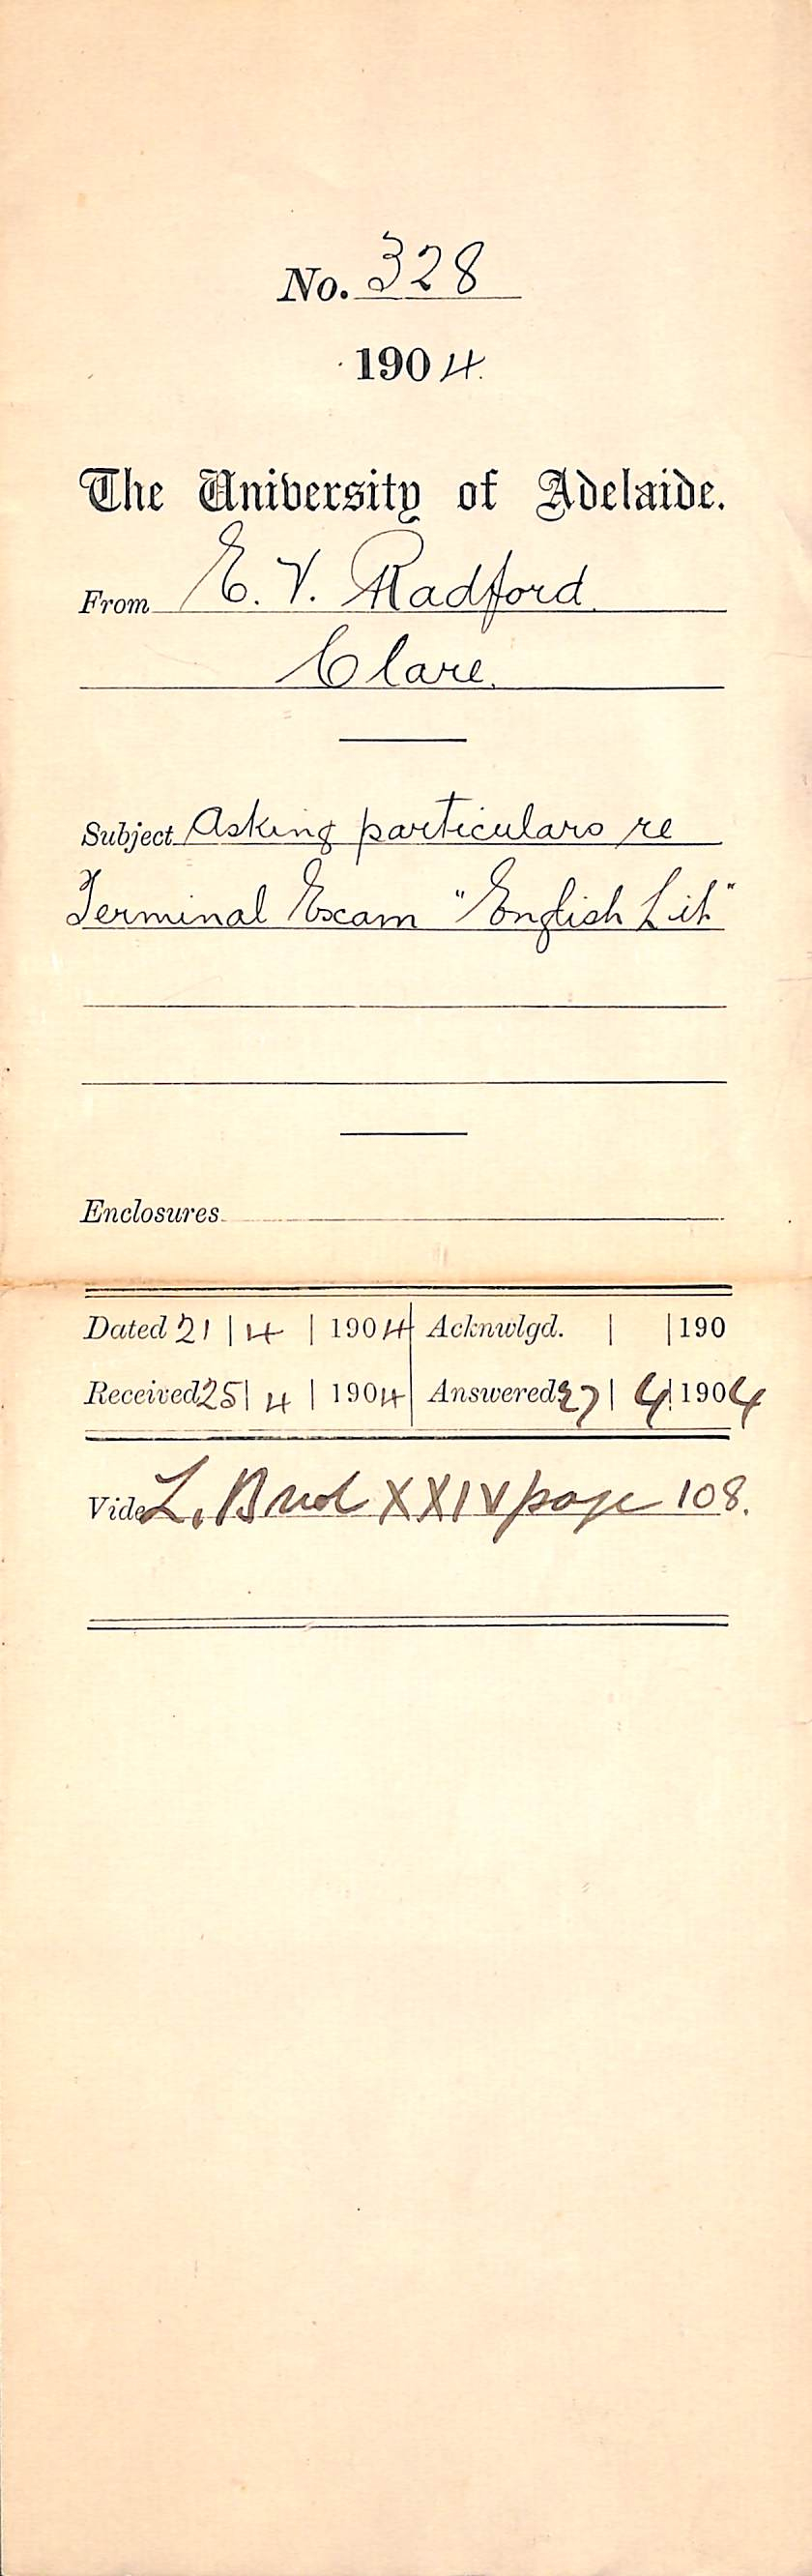 No. 328
1904.
The University of Adelaide.
From E. V. Radford
Clare.
Subject Asking particulars re
Terminal Exam "English Lit"
Enclosures
Dated 21 | 4 | 1904 Acknwlgd. | | 190
Received 25 | 4 | 1904 Answered 27 | 4 | 1904
Vide L. XXIV page 108.